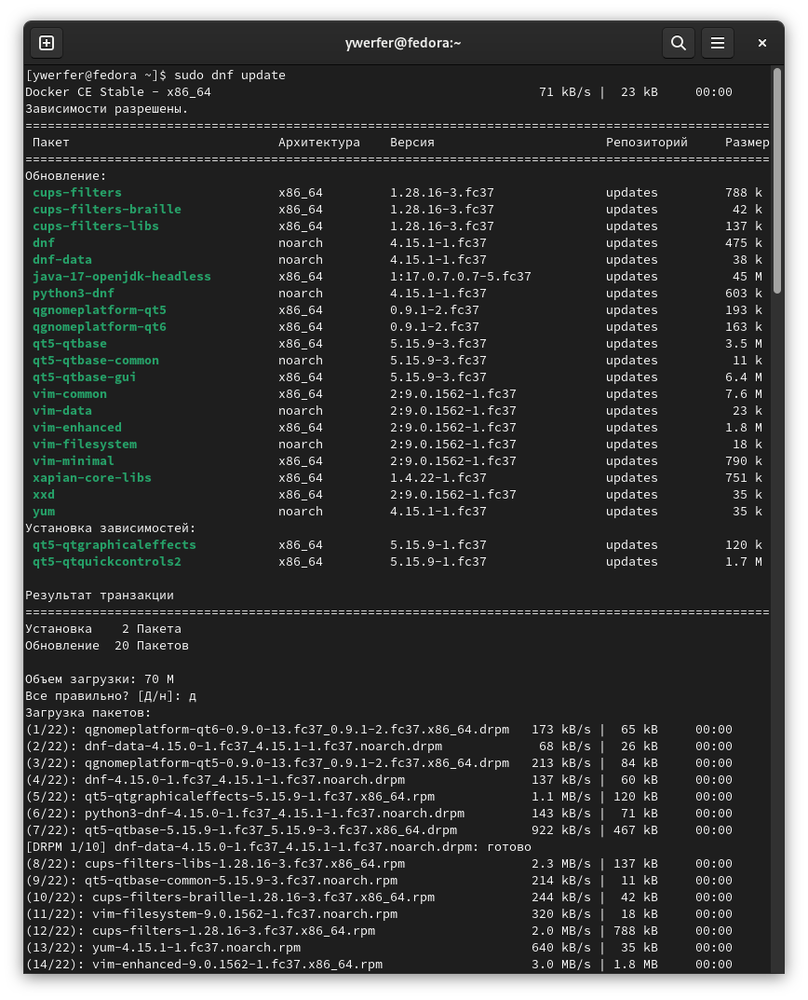 ywerfer@fedora:~
[ywerfer@fedora ~]$ sudo dnf update
Docker CE Stable - x86_64 71 kB/s | 23 kB 00:00
Зависимости разрешены.
================================================================================
Пакет Архитектура Версия Репозиторий Размер
================================================================================
Обновление:
cups-filters x86_64 1.28.16-3.fc37 updates 788 k
cups-filters-braille x86_64 1.28.16-3.fc37 updates 42 k
cups-filters-libs x86_64 1.28.16-3.fc37 updates 137 k
dnf noarch 4.15.1-1.fc37 updates 475 k
dnf-data noarch 4.15.1-1.fc37 updates 38 k
java-17-openjdk-headless x86_64 1:17.0.7.0.7-5.fc37 updates 45 M
python3-dnf noarch 4.15.1-1.fc37 updates 603 k
qgnomeplatform-qt5 x86_64 0.9.1-2.fc37 updates 193 k
qgnomeplatform-qt6 x86_64 0.9.1-2.fc37 updates 163 k
qt5-qtbase x86_64 5.15.9-3.fc37 updates 3.5 M
qt5-qtbase-common noarch 5.15.9-3.fc37 updates 11 k
qt5-qtbase-gui x86_64 5.15.9-3.fc37 updates 6.4 M
vim-common x86_64 2:9.0.1562-1.fc37 updates 7.6 M
vim-data noarch 2:9.0.1562-1.fc37 updates 23 k
vim-enhanced x86_64 2:9.0.1562-1.fc37 updates 1.8 M
vim-filesystem noarch 2:9.0.1562-1.fc37 updates 18 k
vim-minimal x86_64 2:9.0.1562-1.fc37 updates 790 k
xapian-core-libs x86_64 1.4.22-1.fc37 updates 751 k
xxd x86_64 2:9.0.1562-1.fc37 updates 35 k
yum noarch 4.15.1-1.fc37 updates 35 k
Установка зависимостей:
qt5-qtgraphicaleffects x86_64 5.15.9-1.fc37 updates 120 k
qt5-qtquickcontrols2 x86_64 5.15.9-1.fc37 updates 1.7 M
Результат транзакции
================================================================================
Установка 2 Пакета
Обновление 20 Пакетов
Объем загрузки: 70 M
Все правильно? [Д/н]: д
Загрузка пакетов:
(1/22): qgnomeplatform-qt6-0.9.0-13.fc37_0.9.1-2.fc37.x86_64.drpm 173 kB/s | 65 kB 00:00
(2/22): dnf-data-4.15.0-1.fc37_4.15.1-1.fc37.noarch.drpm 68 kB/s | 26 kB 00:00
(3/22): qgnomeplatform-qt5-0.9.0-13.fc37_0.9.1-2.fc37.x86_64.drpm 213 kB/s | 84 kB 00:00
(4/22): dnf-4.15.0-1.fc37_4.15.1-1.fc37.noarch.drpm 137 kB/s | 60 kB 00:00
(5/22): qt5-qtgraphicaleffects-5.15.9-1.fc37.x86_64.rpm 1.1 MB/s | 120 kB 00:00
(6/22): python3-dnf-4.15.0-1.fc37_4.15.1-1.fc37.noarch.drpm 143 kB/s | 71 kB 00:00
(7/22): qt5-qtbase-5.15.9-1.fc37_5.15.9-3.fc37.x86_64.drpm 922 kB/s | 467 kB 00:00
[DRPM 1/10] dnf-data-4.15.0-1.fc37_4.15.1-1.fc37.noarch.drpm: готово
(8/22): cups-filters-libs-1.28.16-3.fc37.x86_64.rpm 2.3 MB/s | 137 kB 00:00
(9/22): qt5-qtbase-common-5.15.9-3.fc37.noarch.rpm 214 kB/s | 11 kB 00:00
(10/22): cups-filters-braille-1.28.16-3.fc37.x86_64.rpm 244 kB/s | 42 kB 00:00
(11/22): vim-filesystem-9.0.1562-1.fc37.noarch.rpm 320 kB/s | 18 kB 00:00
(12/22): cups-filters-1.28.16-3.fc37.x86_64.rpm 2.0 MB/s | 788 kB 00:00
(13/22): yum-4.15.1-1.fc37.noarch.rpm 640 kB/s | 35 kB 00:00
(14/22): vim-enhanced-9.0.1562-1.fc37.x86_64.rpm 3.0 MB/s | 1.8 MB 00:00